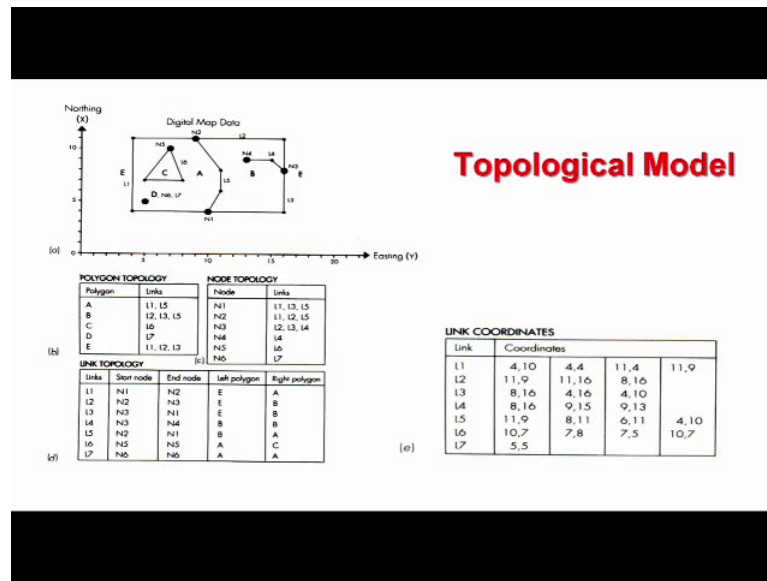 Northing
(X)
Digital Map Data
N2
L2
10
N5
N4
L4
L6
N3
E
C
A
B
E
L1
L5
D, N6, L7
5
L3
N1
(a)
0
5
10
15
20
Easting (Y)
Topological Model
POLYGON TOPOLOGY
Polygon Links
A L1, L5
B L2, L3, L5
C L6
D L7
E L1, L2, L3
(b)
NODE TOPOLOGY
Node Links
N1 L1, L3, L5
N2 L1, L2, L5
N3 L2, L3, L4
N4 L4
N5 L6
N6 L7
(c)
LINK TOPOLOGY
Links Start node End node Left polygon Right polygon
L1 N1 N2 E A
L2 N2 N3 E B
L3 N3 N1 E B
L4 N3 N4 B B
L5 N2 N1 B A
L6 N5 N5 A C
L7 N6 N6 A A
(d)
LINK COORDINATES
Link Coordinates
L1 4,10 4,4 11,4 11,9
L2 11,9 11,16 8,16
L3 8,16 4,16 4,10
L4 8,16 9,15 9,13
L5 11,9 8,11 6,11 4,10
L6 10,7 7,8 7,5 10,7
L7 5,5
(e)